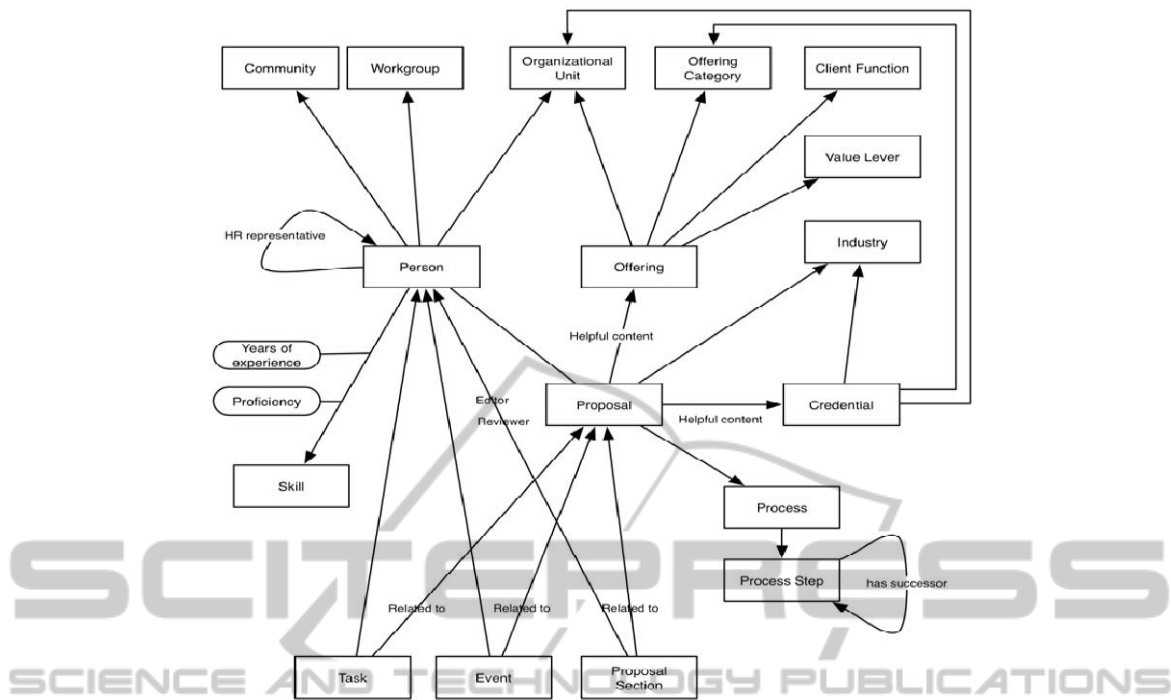 Community
Workgroup
Organizational
Unit
Offering
Category
Client Function
Value Lever
HR representative
Industry
Person
Offering
Helpful content
Years of
experience
Proficiency
Editor
Reviewer
Proposal
Helpful content
Credential
Skill
Process
Process Step
has successor
Related to
Related to
Related to
Task
Event
Proposal
Section
SCITEPRESS
SCIENCE AND TECHNOLOGY PUBLICATIONS